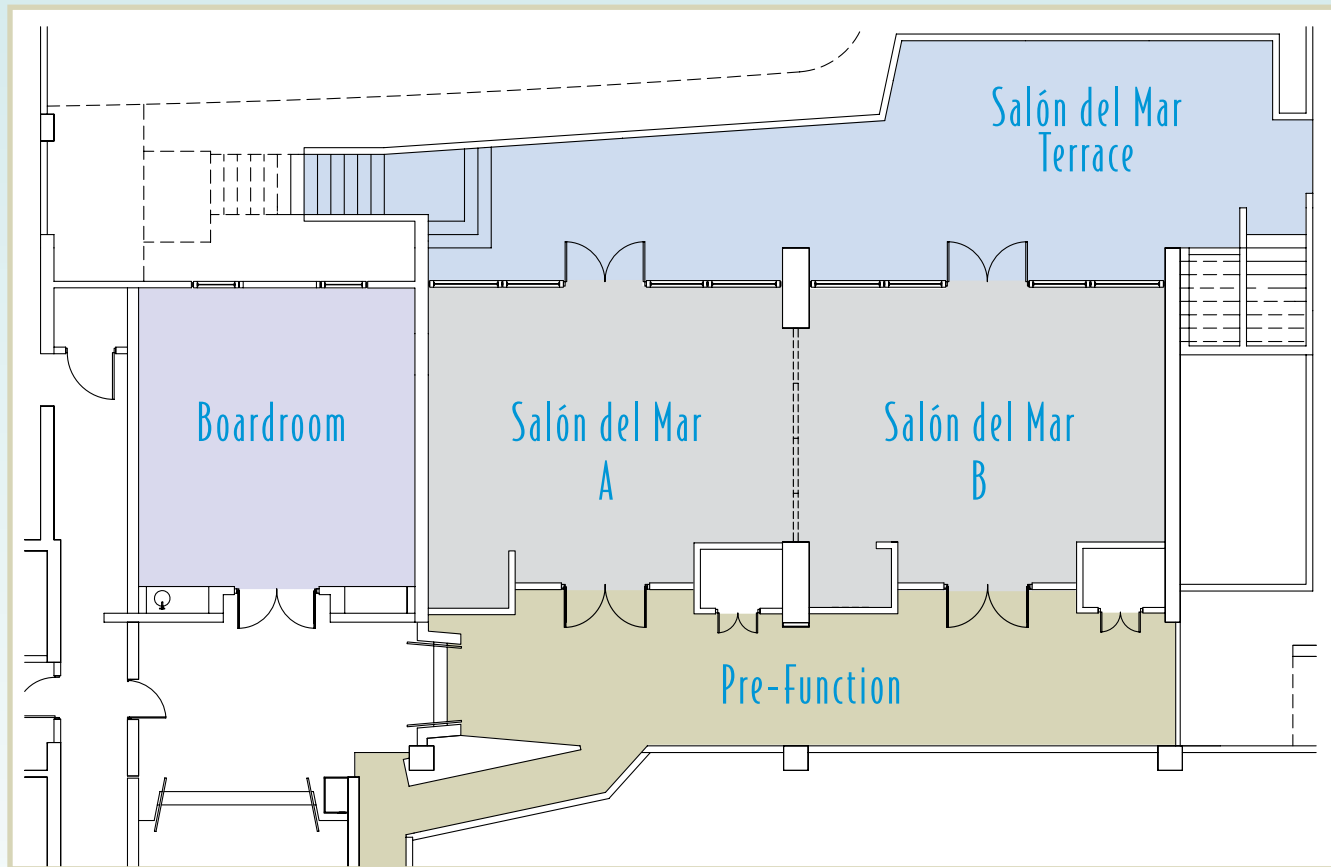 Salón del Mar
Terrace
Boardroom
Salón del Mar
A
Salón del Mar
B
Pre-Function